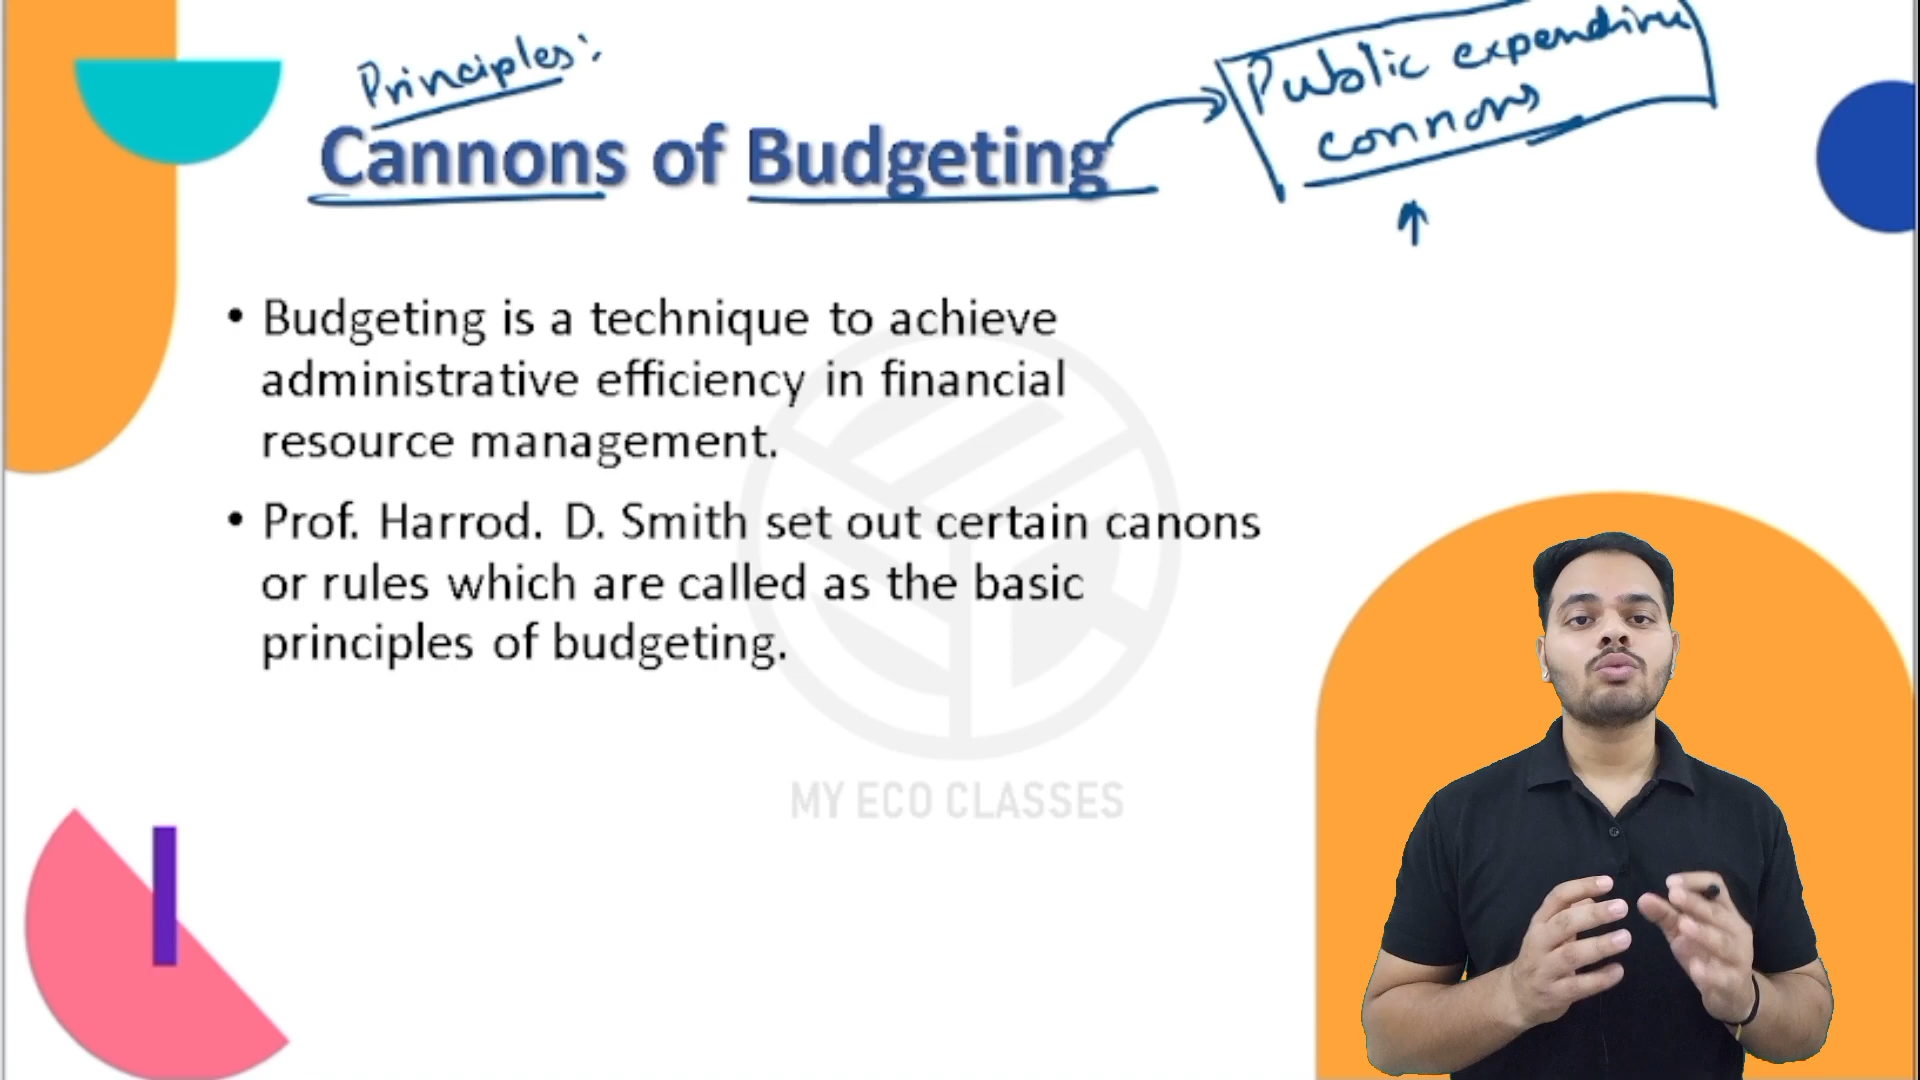 Principles:
Public expenditure
connons
Cannons of Budgeting
• Budgeting is a technique to achieve
administrative efficiency in financial
resource management.
• Prof. Harrod. D. Smith set out certain canons
or rules which are called as the basic
principles of budgeting.
MY ECO CLASSES